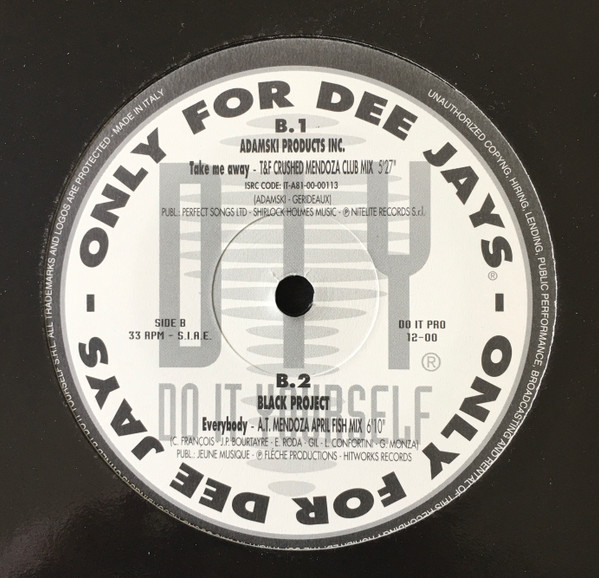 ONLY FOR DEE JAYS® - ONLY FOR DEE JAYS -
B.1
ADAMSKI PRODUCTS INC.
Take me away - T&F CRUSHED MENDOZA CLUB MIX 5'27"
ISRC CODE: IT-A81-00-00113
(ADAMSKI - GERIDEAUX)
PUBL.: PERFECT SONGS LTD - SHIRLOCK HOLMES MUSIC - ℗ NITELITE RECORDS S.r.l.
DIY®
DO IT YOURSELF
SIDE B
33 RPM - S.I.A.E.
DO IT PRO
12-00
B.2
BLACK PROJECT
Everybody - A.T. MENDOZA APRIL FISH MIX 6'10"
(C. FRANCOIS - J.P. BOURTAYRE - E. RODA - GIL - L. CONFORTIN - G. MONZA)
PUBL.: JEUNE MUSIQUE - ℗ FLÉCHE PRODUCTIONS - HITWORKS RECORDS
UNAUTHORIZED COPYNG, HIRING, LENDING, PUBLIC PERFORMANCE, BROADCASTING AND RENTAL OF THIS RECORDING
S.R.L. ALL TRADEMARKS AND LOGOS ARE PROTECTED - MADE IN ITALY